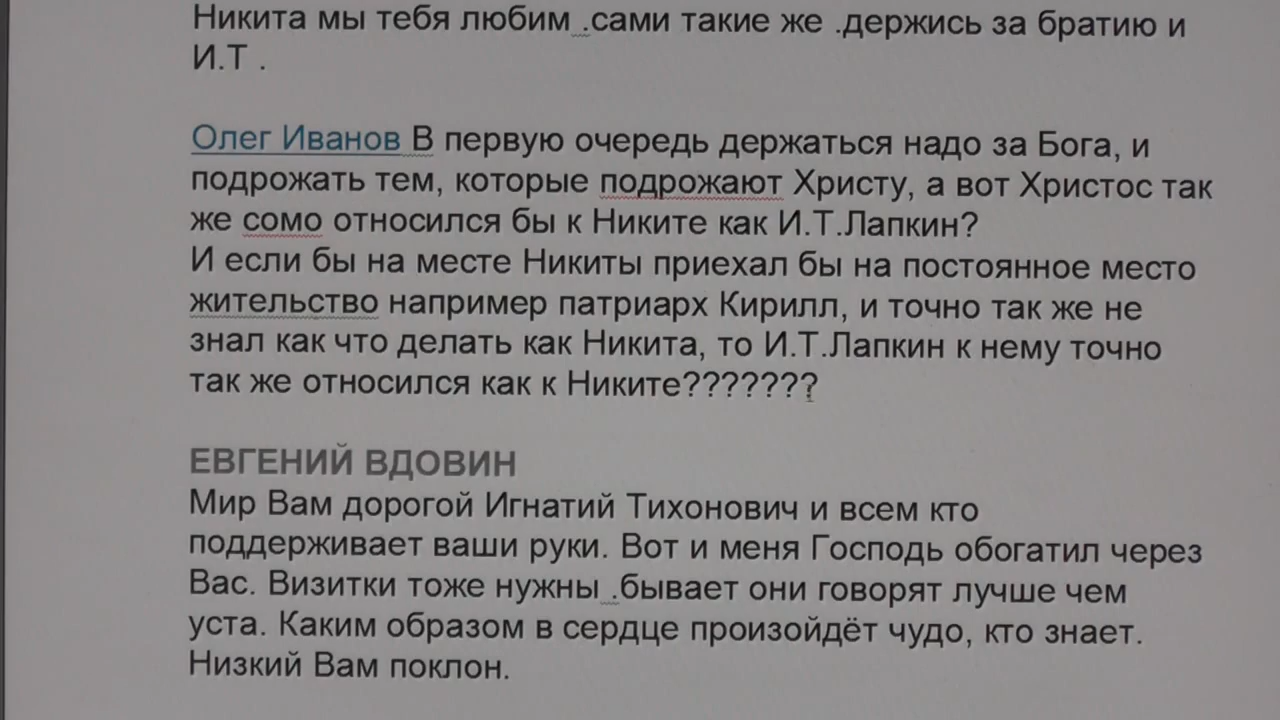 Никита мы тебя любим .сами такие же .держись за братию и
И.Т .
Олег Иванов В первую очередь держаться надо за Бога, и
подрожать тем, которые подрожают Христу, а вот Христос так
же сомо относился бы к Никите как И.Т.Лапкин?
И если бы на месте Никиты приехал бы на постоянное место
жительство например патриарх Кирилл, и точно так же не
знал как что делать как Никита, то И.Т.Лапкин к нему точно
так же относился как к Никите???????
ЕВГЕНИЙ ВДОВИН
Мир Вам дорогой Игнатий Тихонович и всем кто
поддерживает ваши руки. Вот и меня Господь обогатил через
Вас. Визитки тоже нужны .бывает они говорят лучше чем
уста. Каким образом в сердце произойдёт чудо, кто знает.
Низкий Вам поклон.